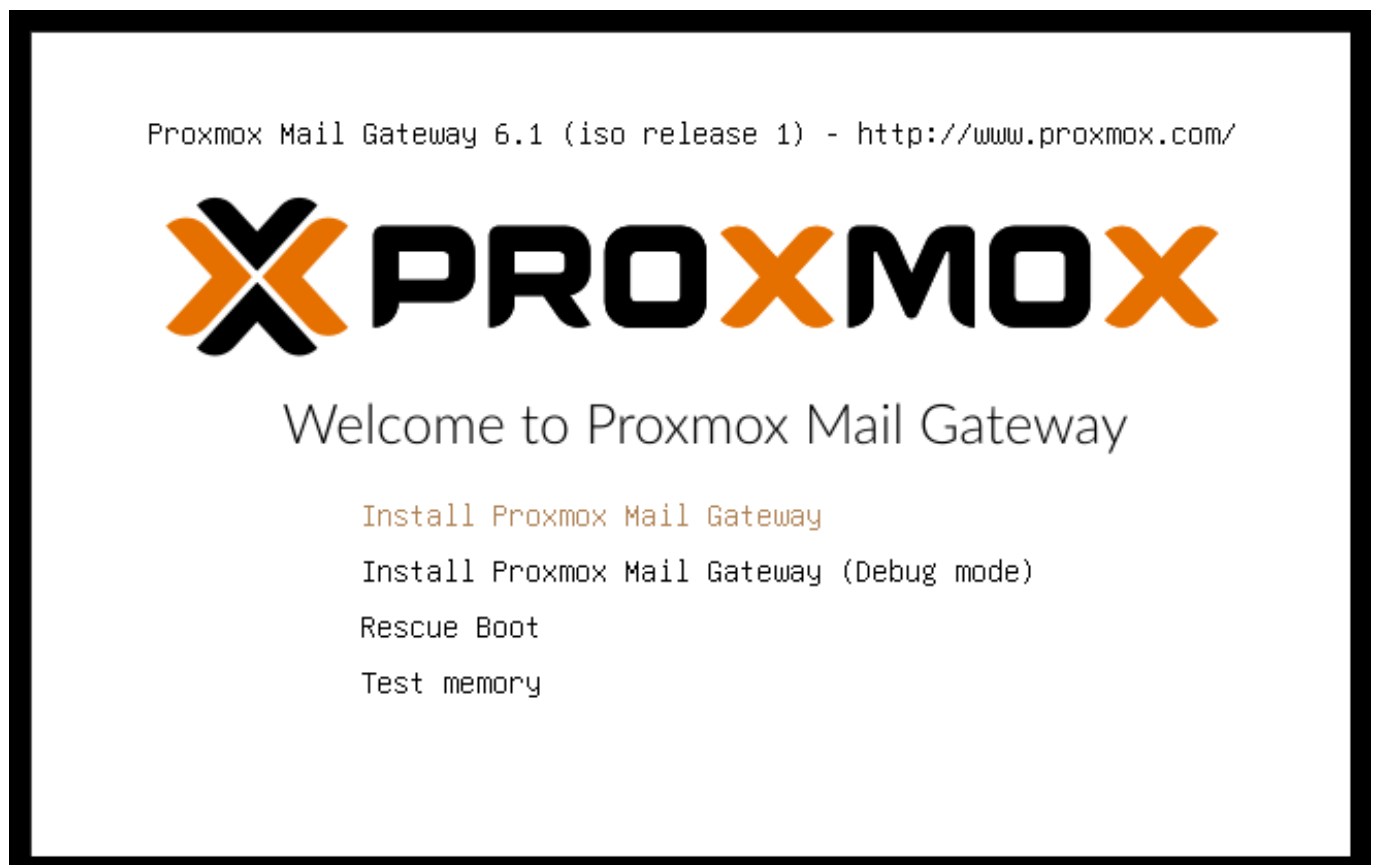 Proxmox Mail Gateway 6.1 (iso release 1) - http://www.proxmox.com/
PROXMOX
Welcome to Proxmox Mail Gateway
Install Proxmox Mail Gateway
Install Proxmox Mail Gateway (Debug mode)
Rescue Boot
Test memory